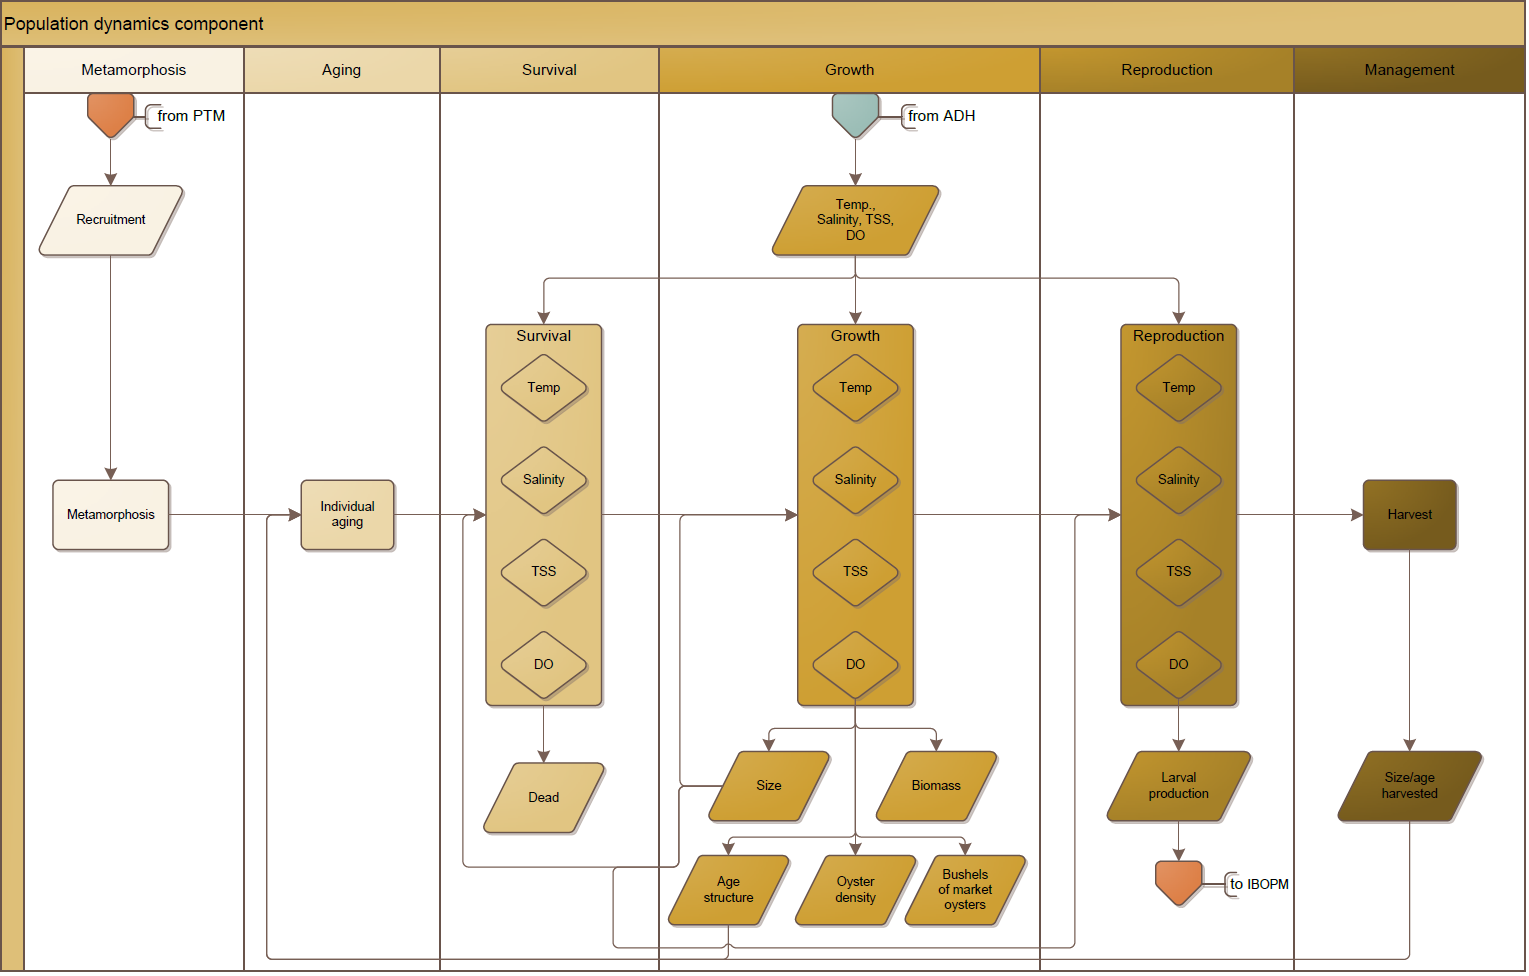 Population dynamics component
Metamorphosis
Aging
Survival
Growth
Reproduction
Management
from PTM
from ADH
Recruitment
Temp.,
Salinity, TSS,
DO
Survival
Temp
Salinity
TSS
DO
Growth
Temp
Salinity
TSS
DO
Reproduction
Temp
Salinity
TSS
DO
Metamorphosis
Individual
aging
Harvest
Dead
Size
Biomass
Larval
production
Size/age
harvested
Age
structure
Oyster
density
Bushels
of market
oysters
to IBOPM